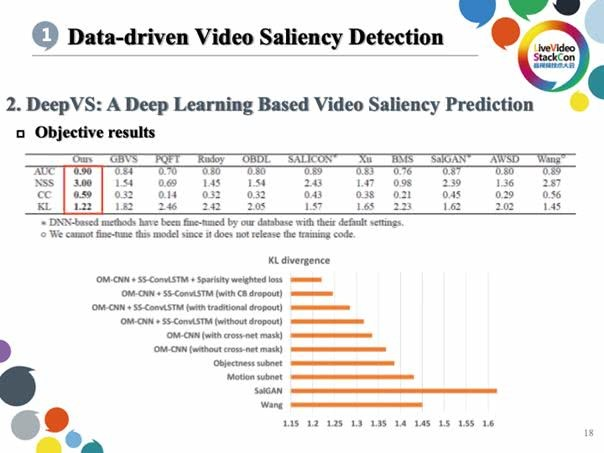 1 Data-driven Video Saliency Detection
LiveVideo
StackCon
音视频技术大会
2. DeepVS: A Deep Learning Based Video Saliency Prediction
Objective results
Ours GBVS PQFT Rudoy OBDL SALICON* Xu BMS SalGAN* AWSD Wang○
AUC 0.90 0.84 0.70 0.80 0.80 0.89 0.83 0.76 0.87 0.80 0.89
NSS 3.00 1.54 0.69 1.45 1.54 2.43 1.47 0.98 2.39 1.36 2.87
CC 0.59 0.32 0.14 0.32 0.32 0.43 0.38 0.21 0.45 0.29 0.56
KL 1.22 1.82 2.46 2.42 2.05 1.57 1.65 2.23 1.62 2.02 1.45
* DNN-based methods have been fine-tuned by our database with their default settings.
○ We cannot fine-tune this model since it does not release the training code.
KL divergence
OM-CNN + SS-ConvLSTM + Sparisity weighted loss
OM-CNN + SS-ConvLSTM (with CB dropout)
OM-CNN + SS-ConvLSTM (with traditional dropout)
OM-CNN + SS-ConvLSTM (without dropout)
OM-CNN (with cross-net mask)
OM-CNN (without cross-net mask)
Objectness subnet
Motion subnet
SalGAN
Wang
1.15 1.2 1.25 1.3 1.35 1.4 1.45 1.5 1.55 1.6
18